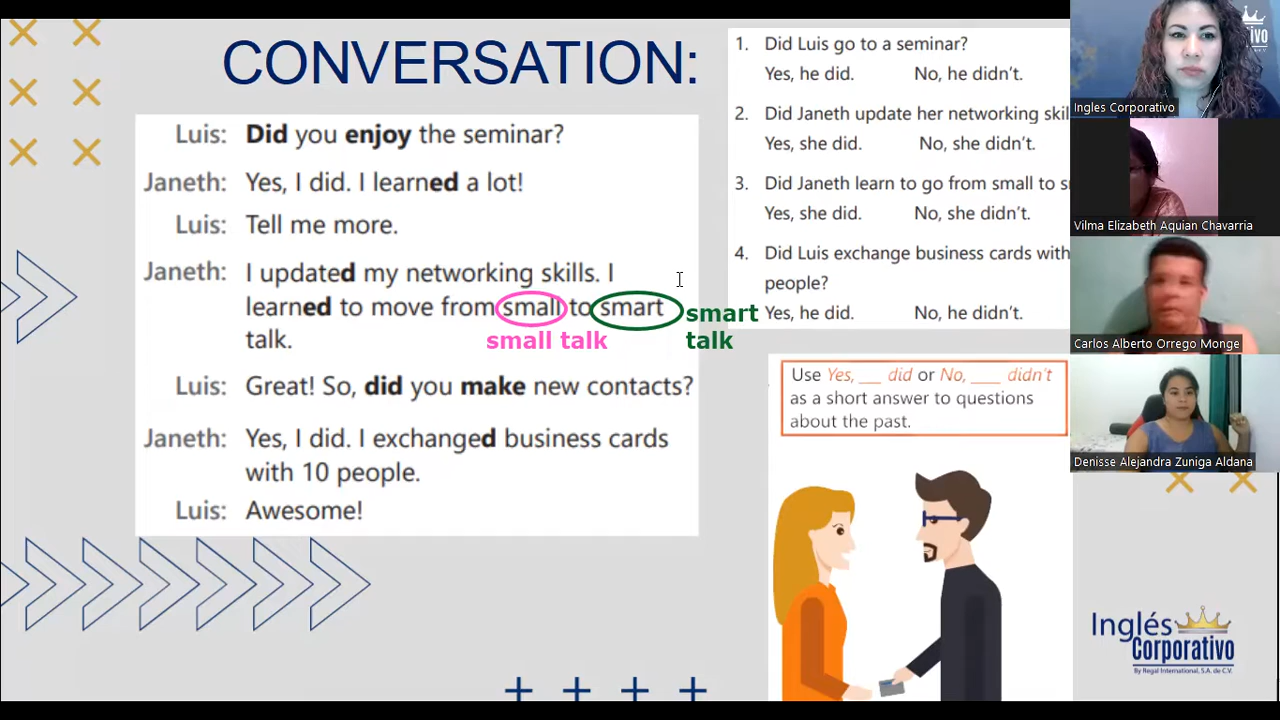 CONVERSATION:
Luis: Did you enjoy the seminar?
Janeth: Yes, I did. I learned a lot!
Luis: Tell me more.
Janeth: I updated my networking skills. I
learned to move from small to smart
talk.
small talk
smart
talk
Luis: Great! So, did you make new contacts?
Janeth: Yes, I did. I exchanged business cards
with 10 people.
Luis: Awesome!
1. Did Luis go to a seminar?
Yes, he did. No, he didn't.
2. Did Janeth update her networking skil
Yes, she did. No, she didn't.
3. Did Janeth learn to go from small to s
Yes, she did. No, she didn't.
4. Did Luis exchange business cards with
people?
Yes, he did. No, he didn't.
Use Yes, __ did or No, ___ didn't
as a short answer to questions
about the past.
Ingles Corporativo
Vilma Elizabeth Aquian Chavarria
Carlos Alberto Orrego Monge
Denisse Alejandra Zuniga Aldana
Inglés
Corporativo
By Regal International, S.A. de C.V.